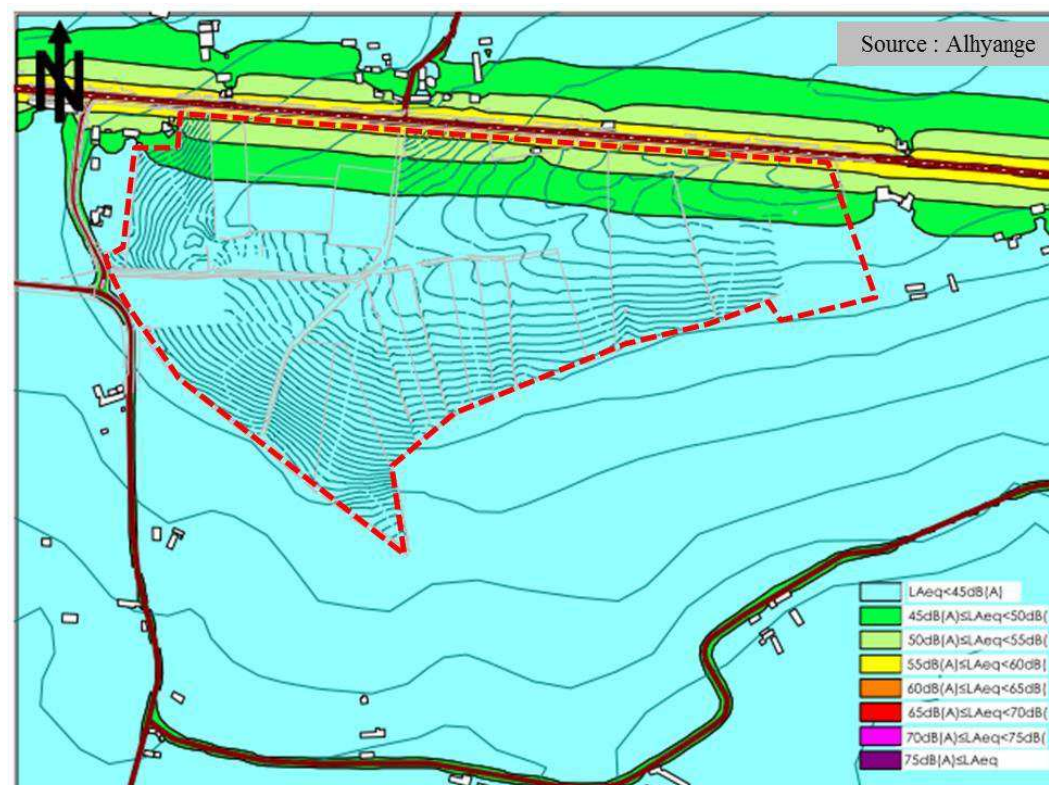 Source : Alhyange
N
LAeq<45dB(A)
45dB(A)≤LAeq<50dB(
50dB(A)≤LAeq<55dB(
55dB(A)≤LAeq<60dB(
60dB(A)≤LAeq<65dB(
65dB(A)≤LAeq<70dB(
70dB(A)≤LAeq<75dB(
75dB(A)≤LAeq